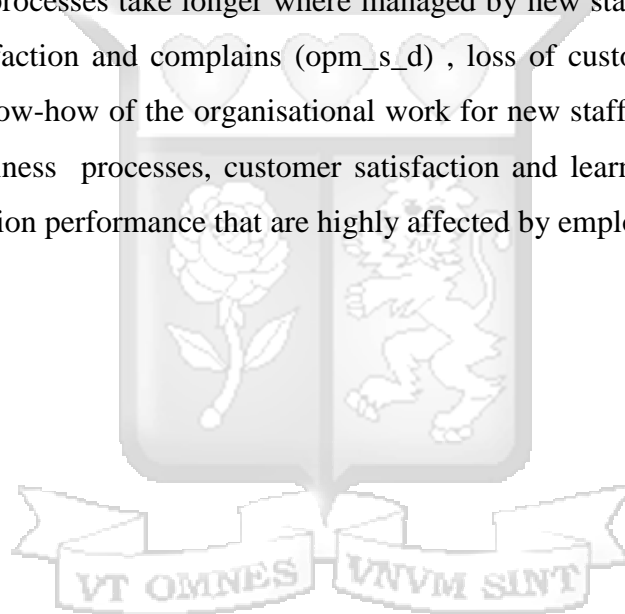 processes take longer where managed by new sta
faction and complains (opm_s_d) , loss of custo
ow-how of the organisational work for new staff
iness processes, customer satisfaction and learn
ion performance that are highly affected by emplo
VT OMNES VNVM SINT